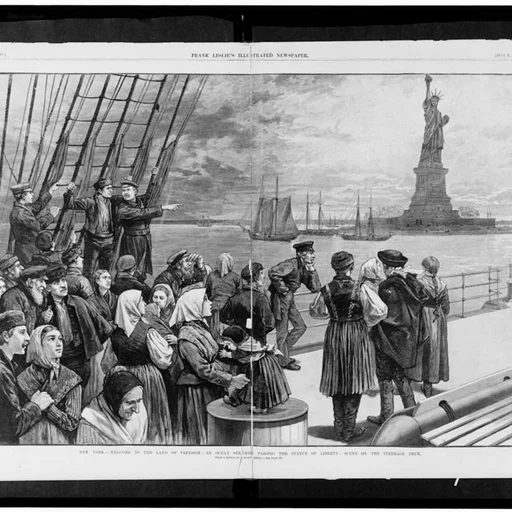 FRANK LESLIE'S ILLUSTRATED NEWSPAPER.
NEW YORK.—WELCOME TO THE LAND OF FREEDOM—AN OCEAN STEAMER PASSING THE STATUE OF LIBERTY: SCENE ON THE STEERAGE DECK.